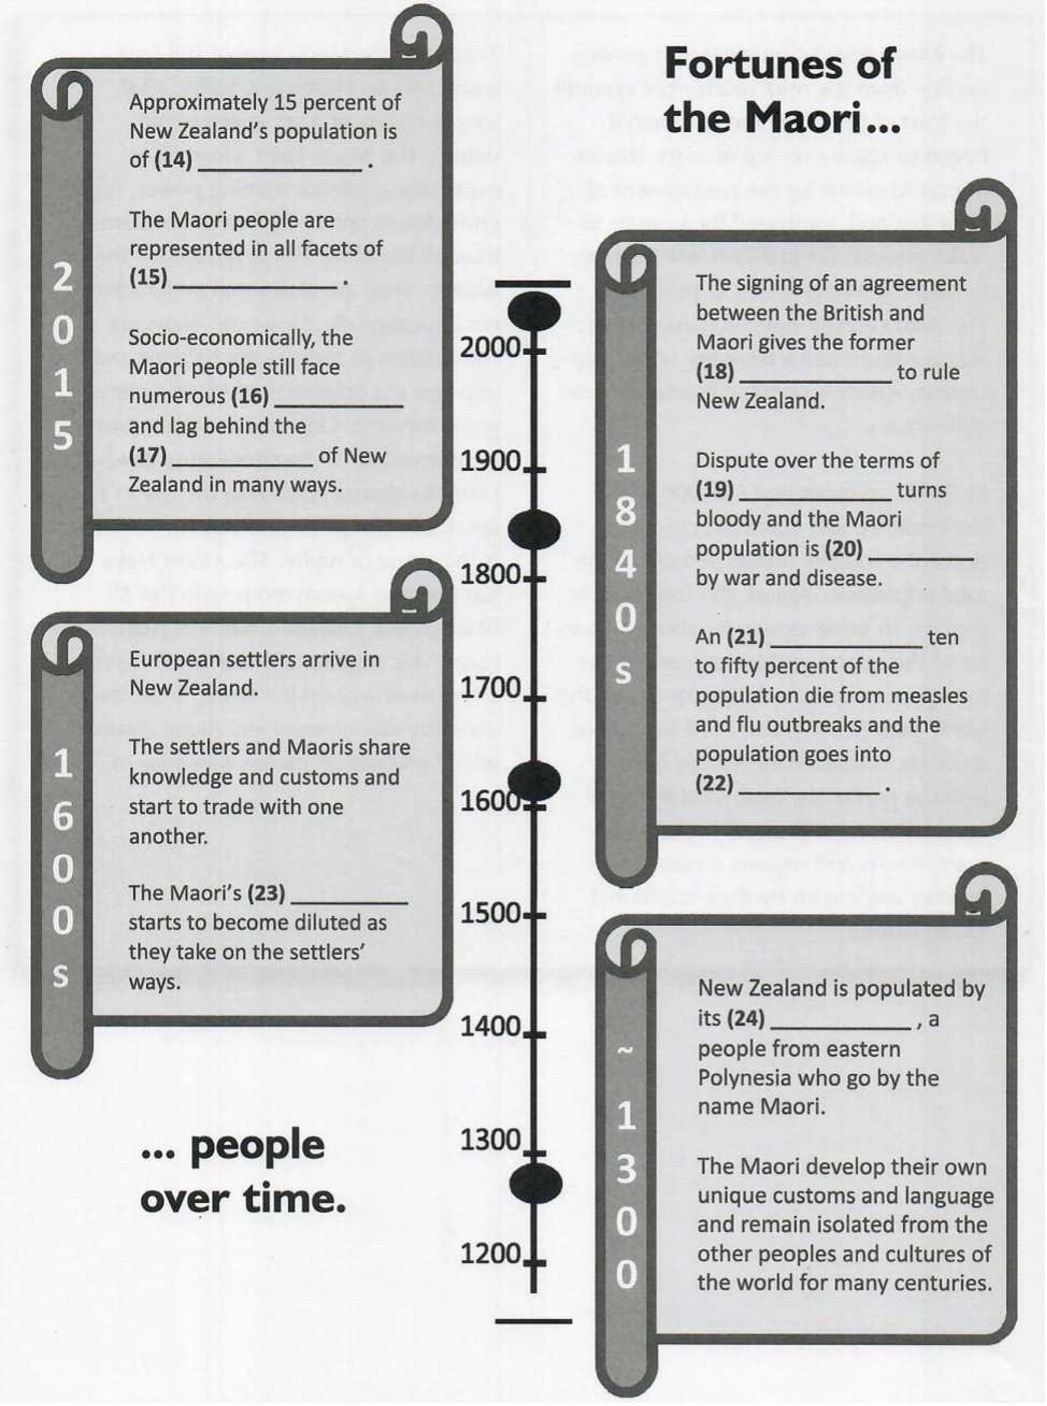 Fortunes of
the Maori...
2015
Approximately 15 percent of
New Zealand's population is
of (14) ______________ .
The Maori people are
represented in all facets of
(15) ______________ .
Socio-economically, the
Maori people still face
numerous (16) ___________
and lag behind the
(17) ____________ of New
Zealand in many ways.
1840s
The signing of an agreement
between the British and
Maori gives the former
(18) _____________ to rule
New Zealand.
Dispute over the terms of
(19) _____________ turns
bloody and the Maori
population is (20) _________
by war and disease.
An (21) _____________ ten
to fifty percent of the
population die from measles
and flu outbreaks and the
population goes into
(22) ____________ .
1600s
European settlers arrive in
New Zealand.
The settlers and Maoris share
knowledge and customs and
start to trade with one
another.
The Maori's (23) __________
starts to become diluted as
they take on the settlers'
ways.
~1300
New Zealand is populated by
its (24) ____________ , a
people from eastern
Polynesia who go by the
name Maori.
The Maori develop their own
unique customs and language
and remain isolated from the
other peoples and cultures of
the world for many centuries.
2000
1900
1800
1700
1600
1500
1400
1300
1200
... people
over time.